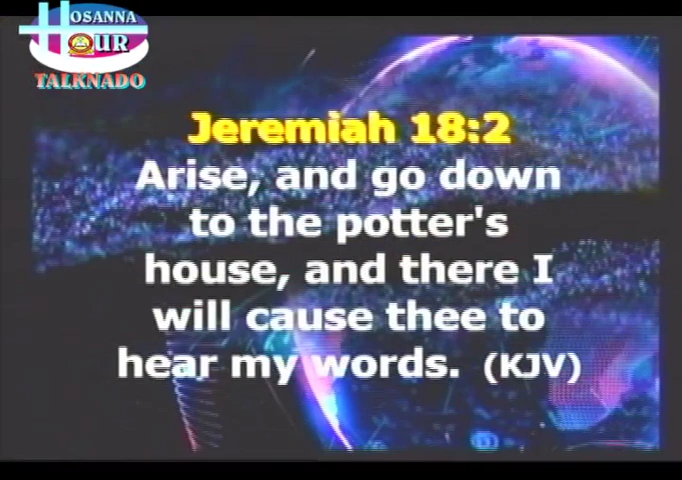 HOSANNA
HOUR
TALKNADO
Jeremiah 18:2
Arise, and go down
to the potter's
house, and there I
will cause thee to
hear my words. (KJV)